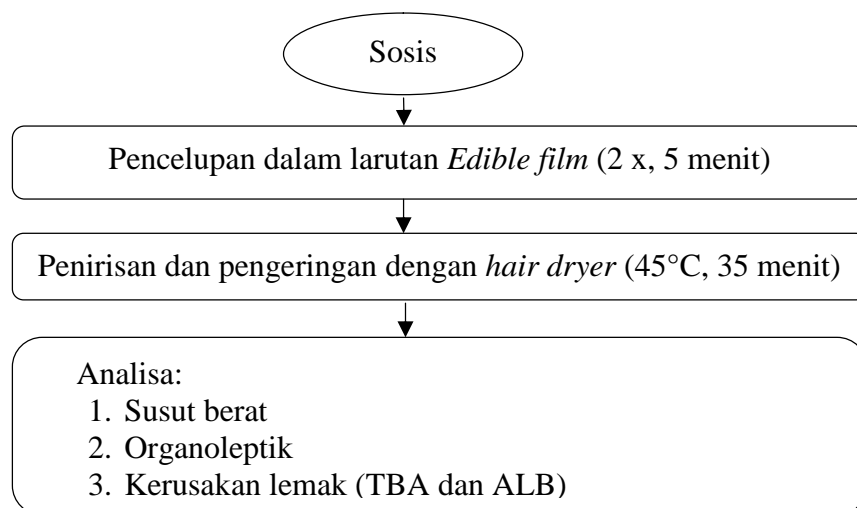 Sosis
Pencelupan dalam larutan Edible film (2 x, 5 menit)
Penirisan dan pengeringan dengan hair dryer (45°C, 35 menit)
Analisa:
1. Susut berat
2. Organoleptik
3. Kerusakan lemak (TBA dan ALB)